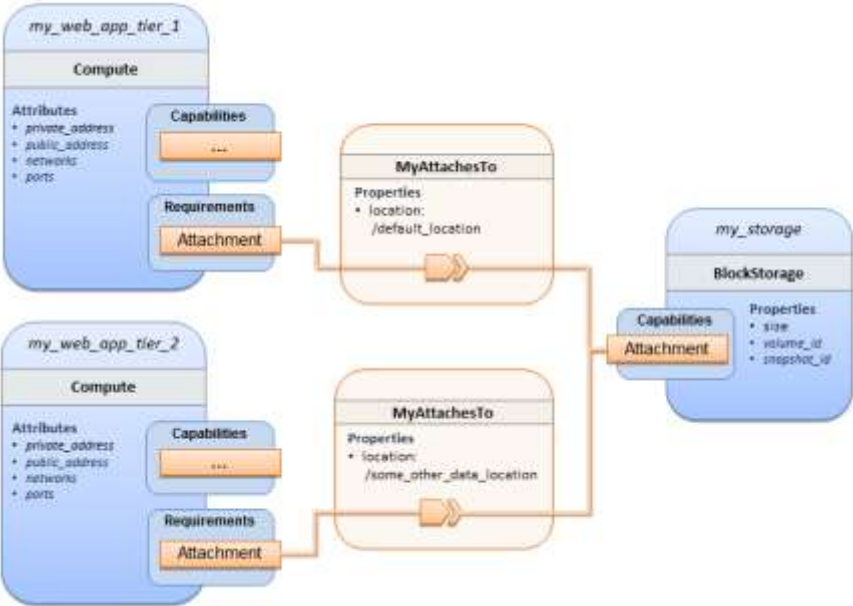 my_web_app_tier_1
Compute
Attributes
• private_address
• public_address
• networks
• ports
Capabilities
...
Requirements
Attachment
MyAttachesTo
Properties
• location:
/default_location
my_storage
BlockStorage
Properties
• size
• volume_id
• snapshot_id
Capabilities
Attachment
my_web_app_tier_2
Compute
Attributes
• private_address
• public_address
• networks
• ports
Capabilities
...
Requirements
Attachment
MyAttachesTo
Properties
• location:
/some_other_data_location